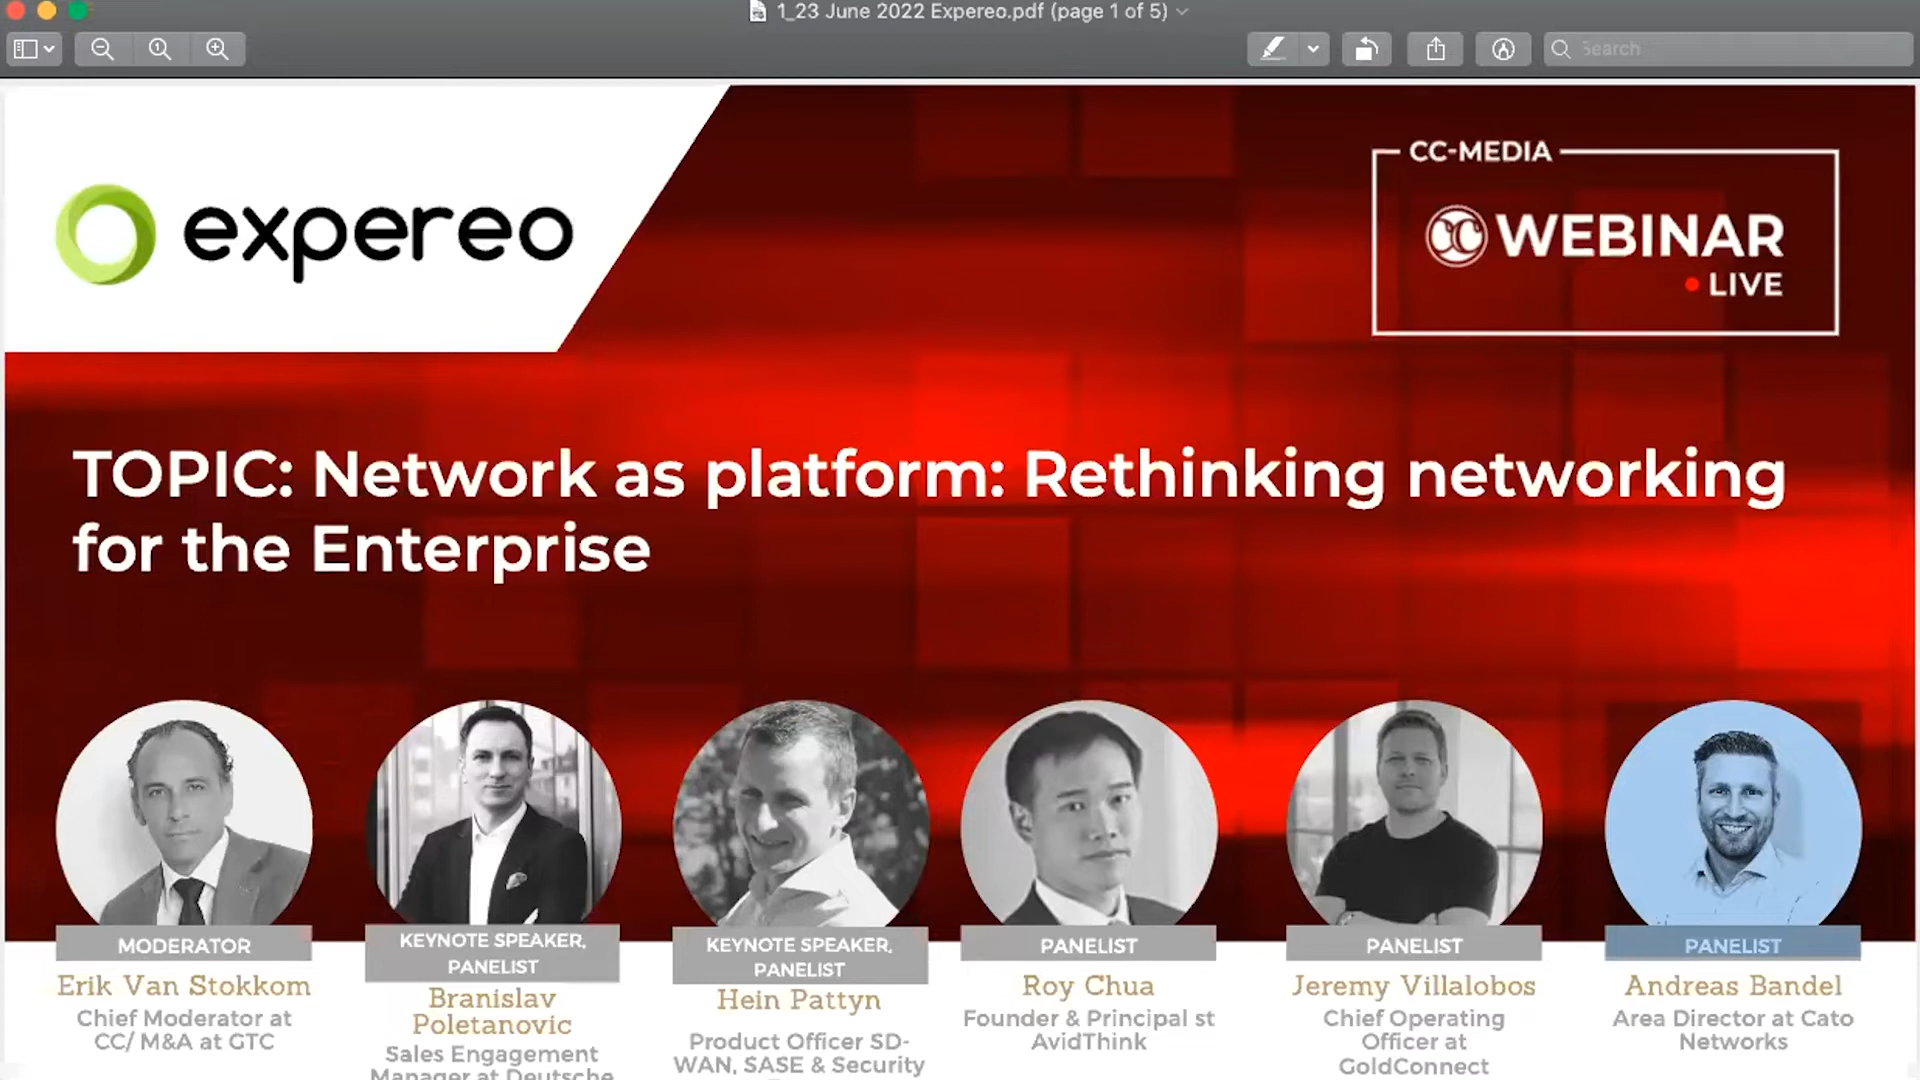 1_23 June 2022 Expereo.pdf (page 1 of 5)
Search
expereo
CC-MEDIA
WEBINAR
LIVE
TOPIC: Network as platform: Rethinking networking
for the Enterprise
MODERATOR
Erik Van Stokkom
Chief Moderator at
CC/ M&A at GTC
KEYNOTE SPEAKER,
PANELIST
Branislav
Poletanovic
Sales Engagement
Manager at Deutsche
KEYNOTE SPEAKER,
PANELIST
Hein Pattyn
Product Officer SD-
WAN, SASE & Security
PANELIST
Roy Chua
Founder & Principal st
AvidThink
PANELIST
Jeremy Villalobos
Chief Operating
Officer at
GoldConnect
PANELIST
Andreas Bandel
Area Director at Cato
Networks